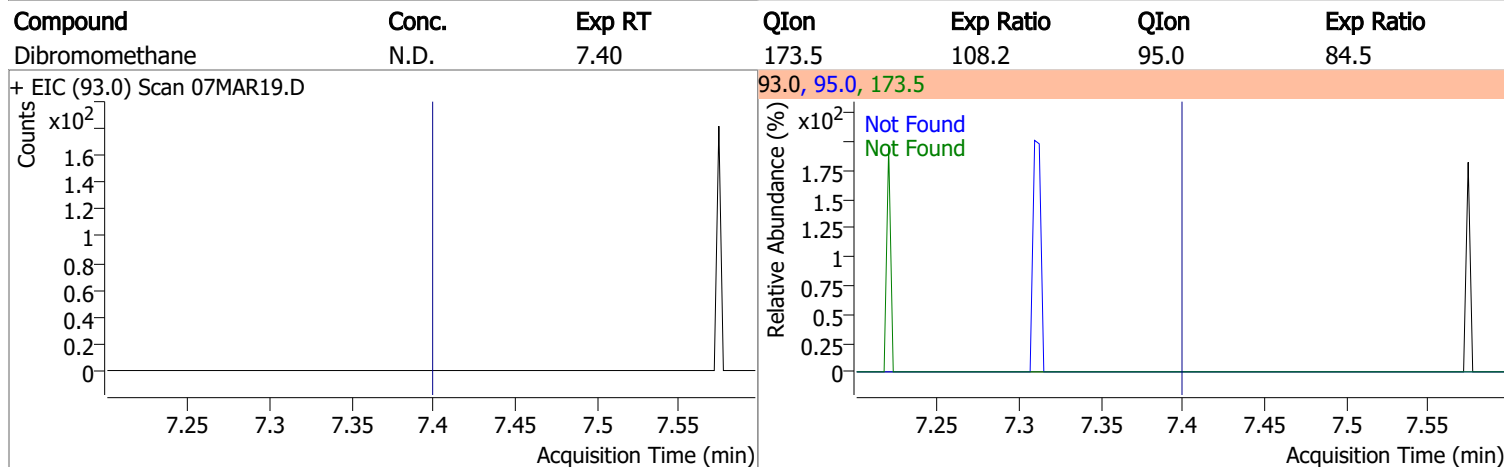 Compound Conc. Exp RT QIon Exp Ratio QIon Exp Ratio
Dibromomethane N.D. 7.40 173.5 108.2 95.0 84.5
+ EIC (93.0) Scan 07MAR19.D
Counts
x10²
1.6
1.4
1.2
1
0.8
0.6
0.4
0.2
0
7.25 7.3 7.35 7.4 7.45 7.5 7.55
Acquisition Time (min)
93.0, 95.0, 173.5
Relative Abundance (%)
x10²
Not Found
Not Found
1.75
1.5
1.25
1
0.75
0.5
0.25
0
7.25 7.3 7.35 7.4 7.45 7.5 7.55
Acquisition Time (min)